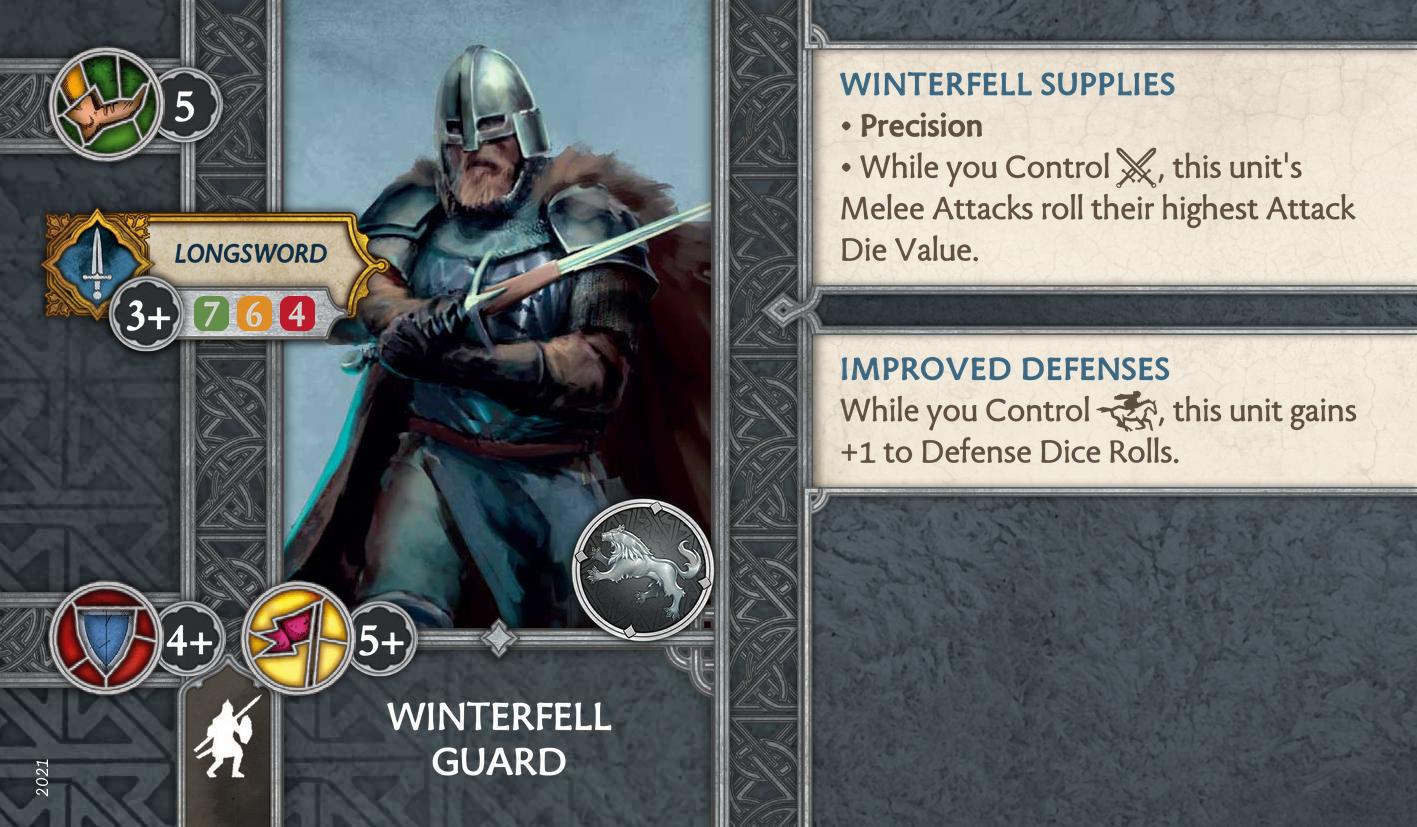 5
LONGSWORD
3+ 7 6 4
4+ 5+
WINTERFELL
GUARD
2021
WINTERFELL SUPPLIES
• Precision
• While you Control , this unit's
Melee Attacks roll their highest Attack
Die Value.
IMPROVED DEFENSES
While you Control , this unit gains
+1 to Defense Dice Rolls.